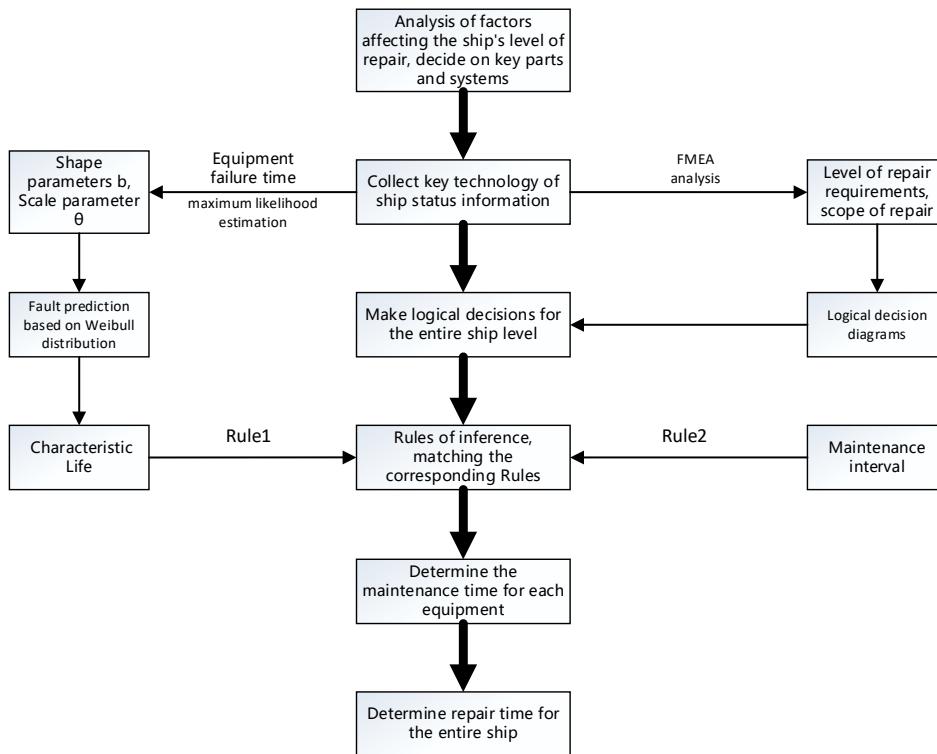 Analysis of factors
affecting the ship's level of
repair, decide on key parts
and systems
Shape
parameters b,
Scale parameter
θ
Equipment
failure time
maximum likelihood
estimation
Collect key technology of
ship status information
FMEA
analysis
Level of repair
requirements,
scope of repair
Fault prediction
based on Weibull
distribution
Make logical decisions for
the entire ship level
Logical decision
diagrams
Characteristic
Life
Rule1
Rules of inference,
matching the
corresponding Rules
Rule2
Maintenance
interval
Determine the
maintenance time for each
equipment
Determine repair time for
the entire ship